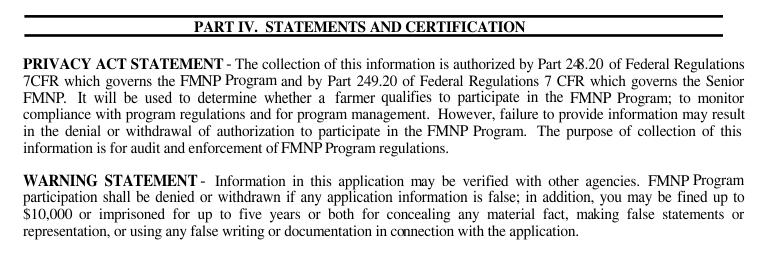 PART IV. STATEMENTS AND CERTIFICATION
PRIVACY ACT STATEMENT - The collection of this information is authorized by Part 248.20 of Federal Regulations
7CFR which governs the FMNP Program and by Part 249.20 of Federal Regulations 7 CFR which governs the Senior
FMNP. It will be used to determine whether a farmer qualifies to participate in the FMNP Program; to monitor
compliance with program regulations and for program management. However, failure to provide information may result
in the denial or withdrawal of authorization to participate in the FMNP Program. The purpose of collection of this
information is for audit and enforcement of FMNP Program regulations.
WARNING STATEMENT - Information in this application may be verified with other agencies. FMNP Program
participation shall be denied or withdrawn if any application information is false; in addition, you may be fined up to
$10,000 or imprisoned for up to five years or both for concealing any material fact, making false statements or
representation, or using any false writing or documentation in connection with the application.